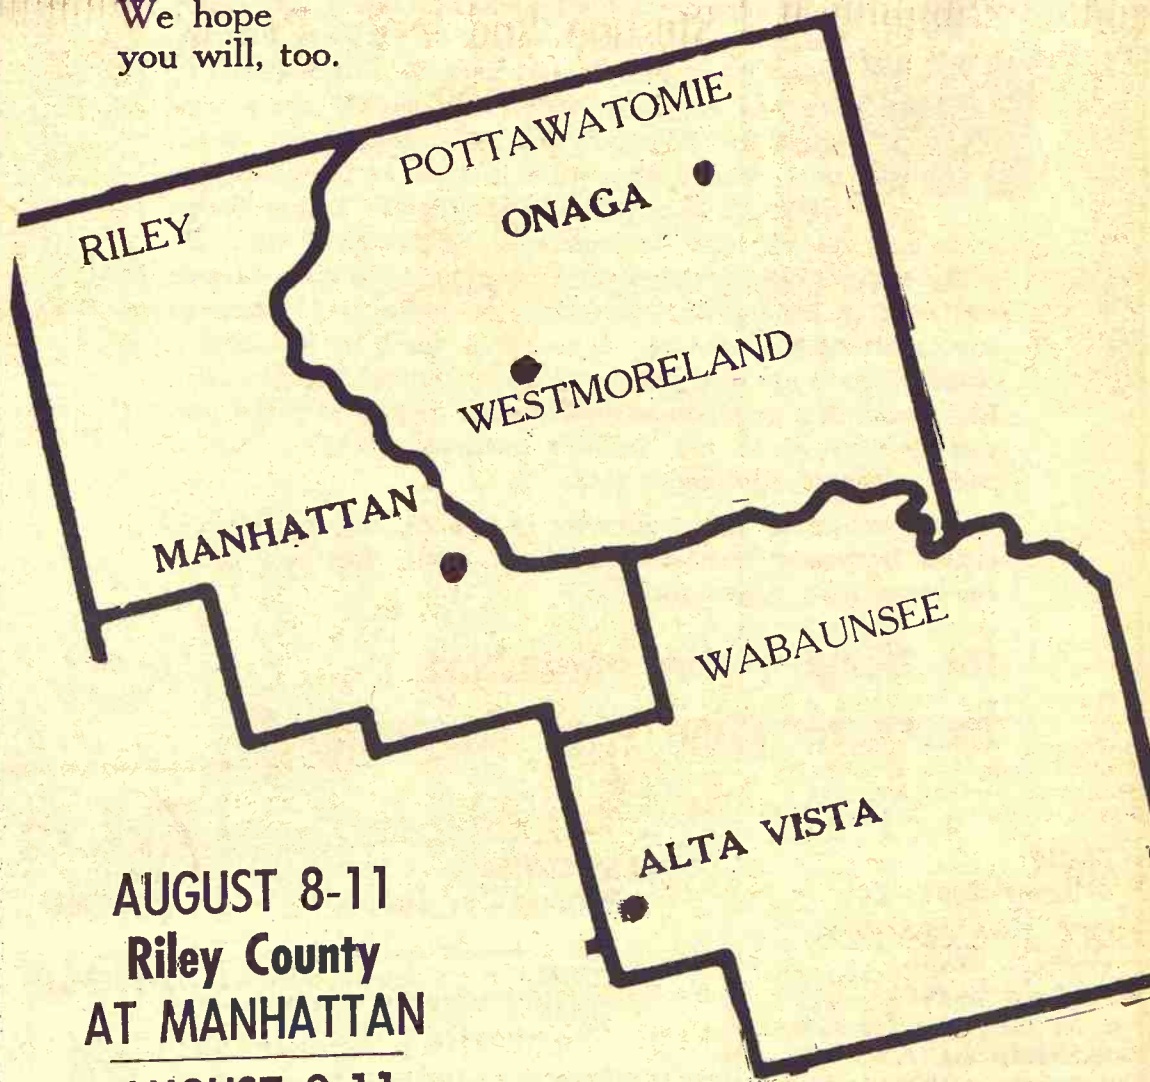 We hope
you will, too.
POTTAWATOMIE
ONAGA
RILEY
WESTMORELAND
MANHATTAN
WABAUNSEE
ALTA VISTA
AUGUST 8-11
Riley County
AT MANHATTAN